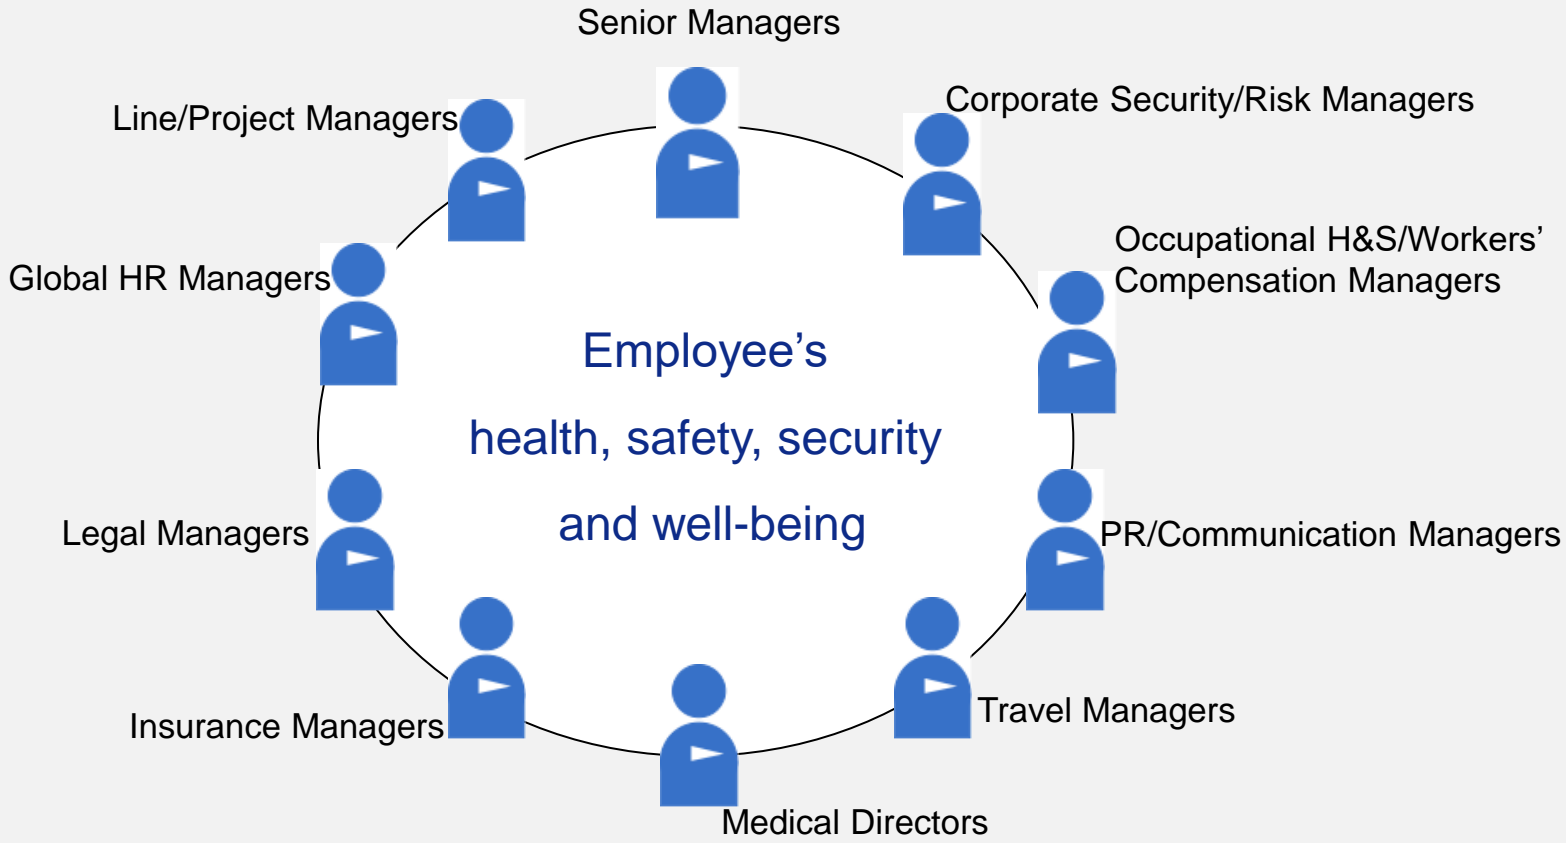 Senior Managers
Corporate Security/Risk Managers
Line/Project Managers
Occupational H&S/Workers’
Compensation Managers
Global HR Managers
Employee’s
health, safety, security
and well-being
Legal Managers
PR/Communication Managers
Insurance Managers
Travel Managers
Medical Directors